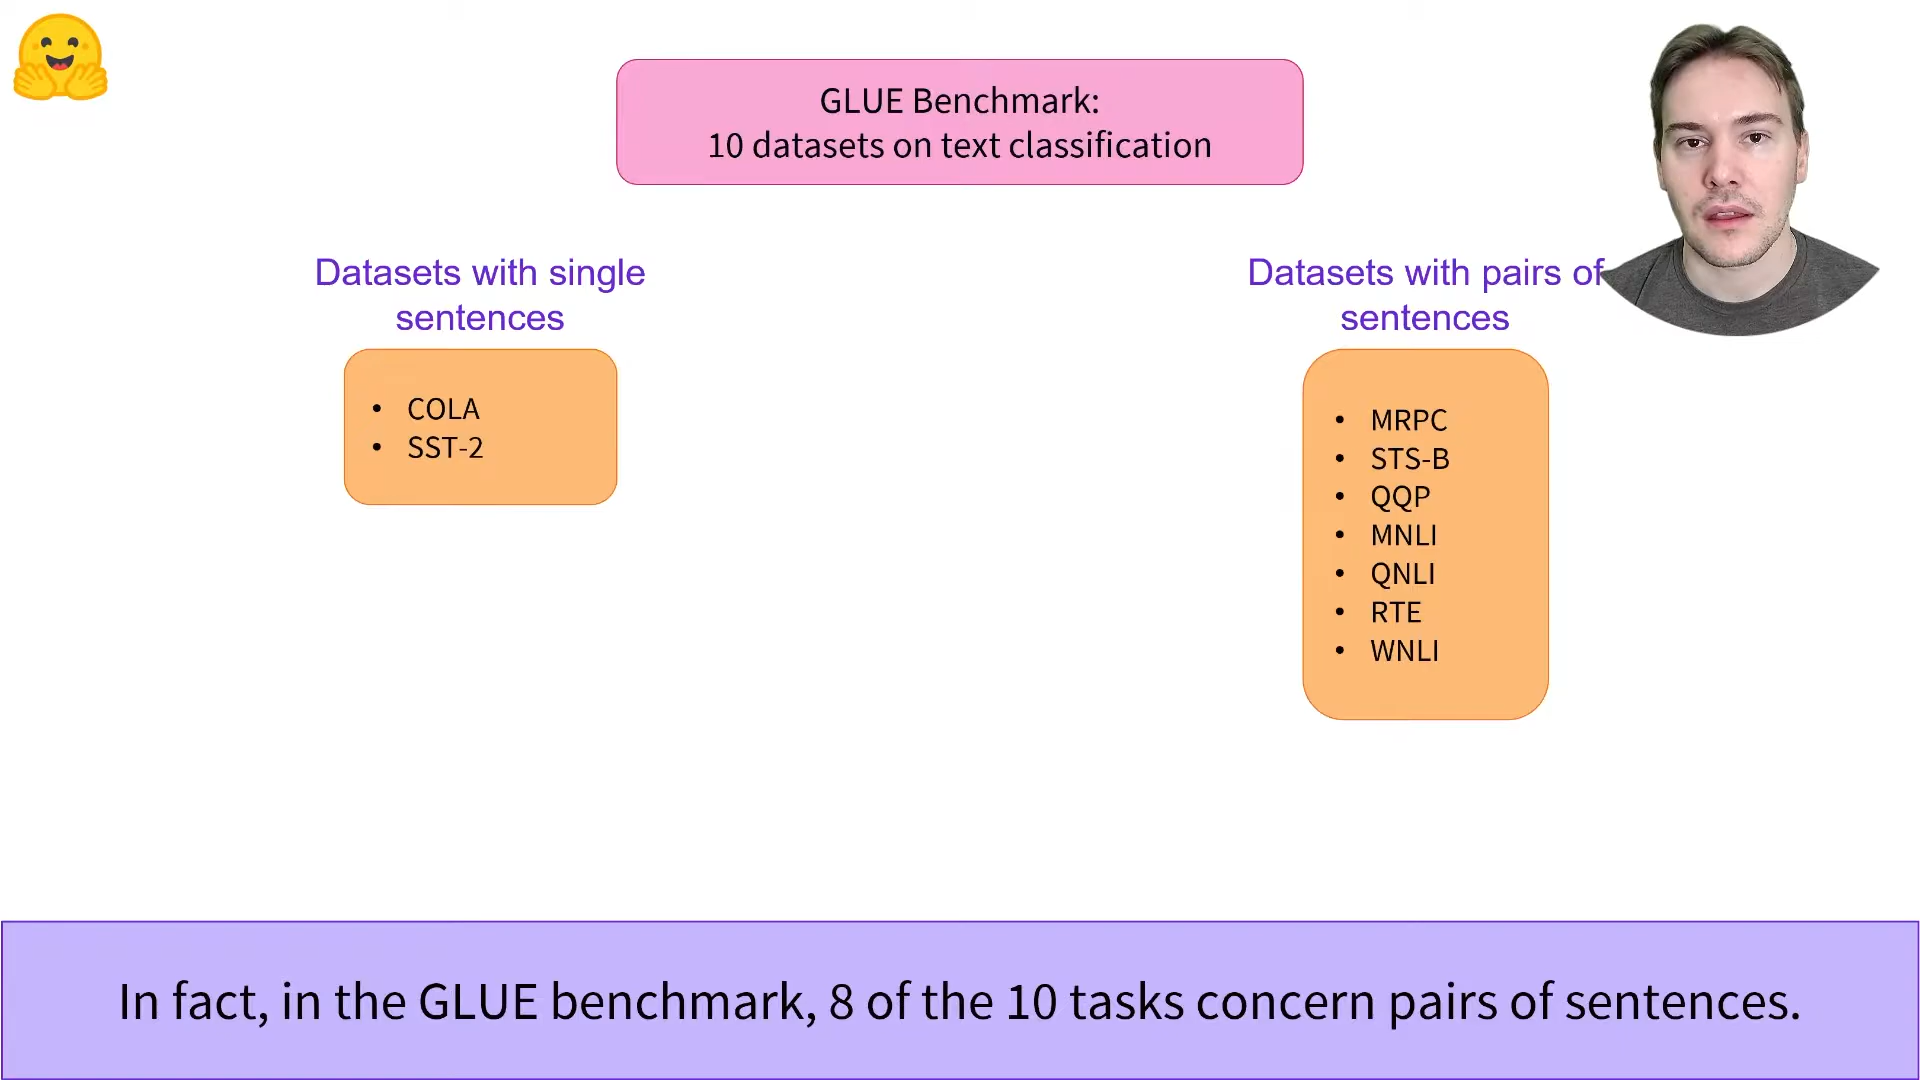 GLUE Benchmark:
10 datasets on text classification
Datasets with single
sentences
• COLA
• SST-2
Datasets with pairs of
sentences
• MRPC
• STS-B
• QQP
• MNLI
• QNLI
• RTE
• WNLI
In fact, in the GLUE benchmark, 8 of the 10 tasks concern pairs of sentences.